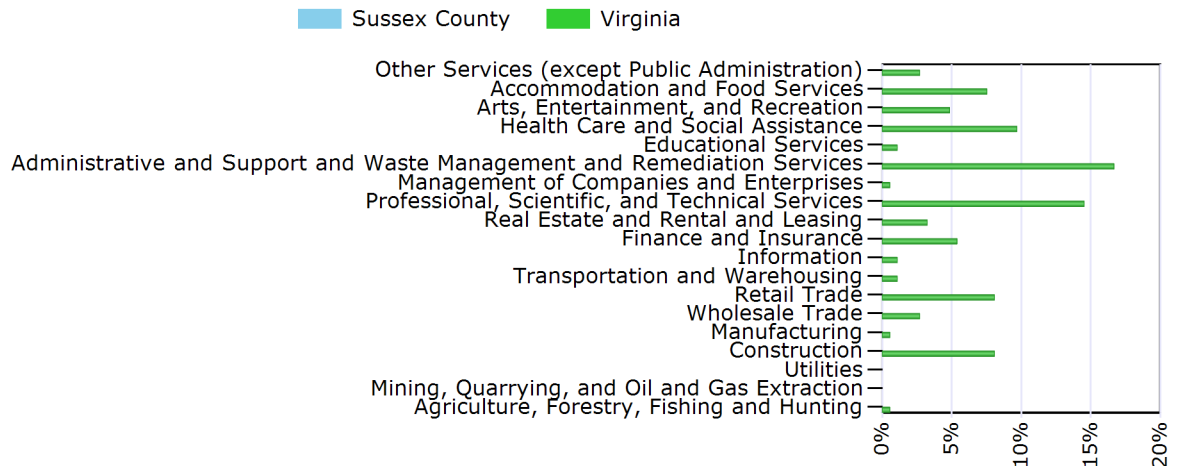 Sussex County Virginia
Other Services (except Public Administration)
Accommodation and Food Services
Arts, Entertainment, and Recreation
Health Care and Social Assistance
Educational Services
Administrative and Support and Waste Management and Remediation Services
Management of Companies and Enterprises
Professional, Scientific, and Technical Services
Real Estate and Rental and Leasing
Finance and Insurance
Information
Transportation and Warehousing
Retail Trade
Wholesale Trade
Manufacturing
Construction
Utilities
Mining, Quarrying, and Oil and Gas Extraction
Agriculture, Forestry, Fishing and Hunting
0% 5% 10% 15% 20%